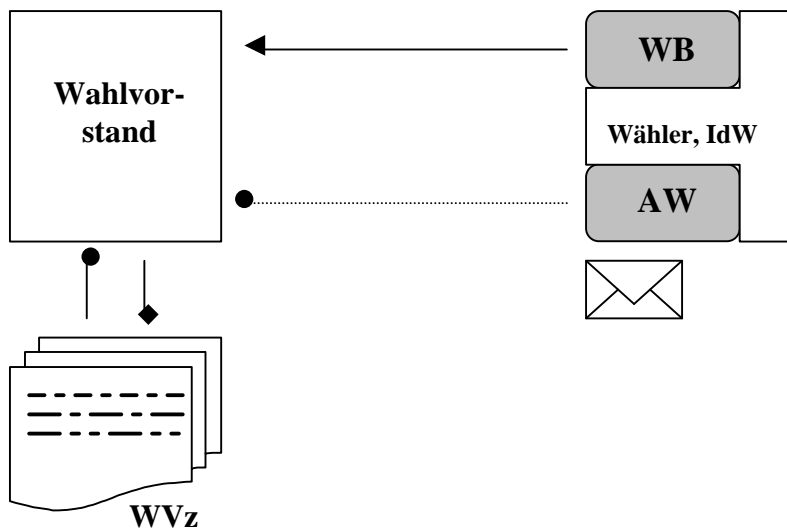 Wahlvor-
stand
WB
Wähler, IdW
AW
WVz